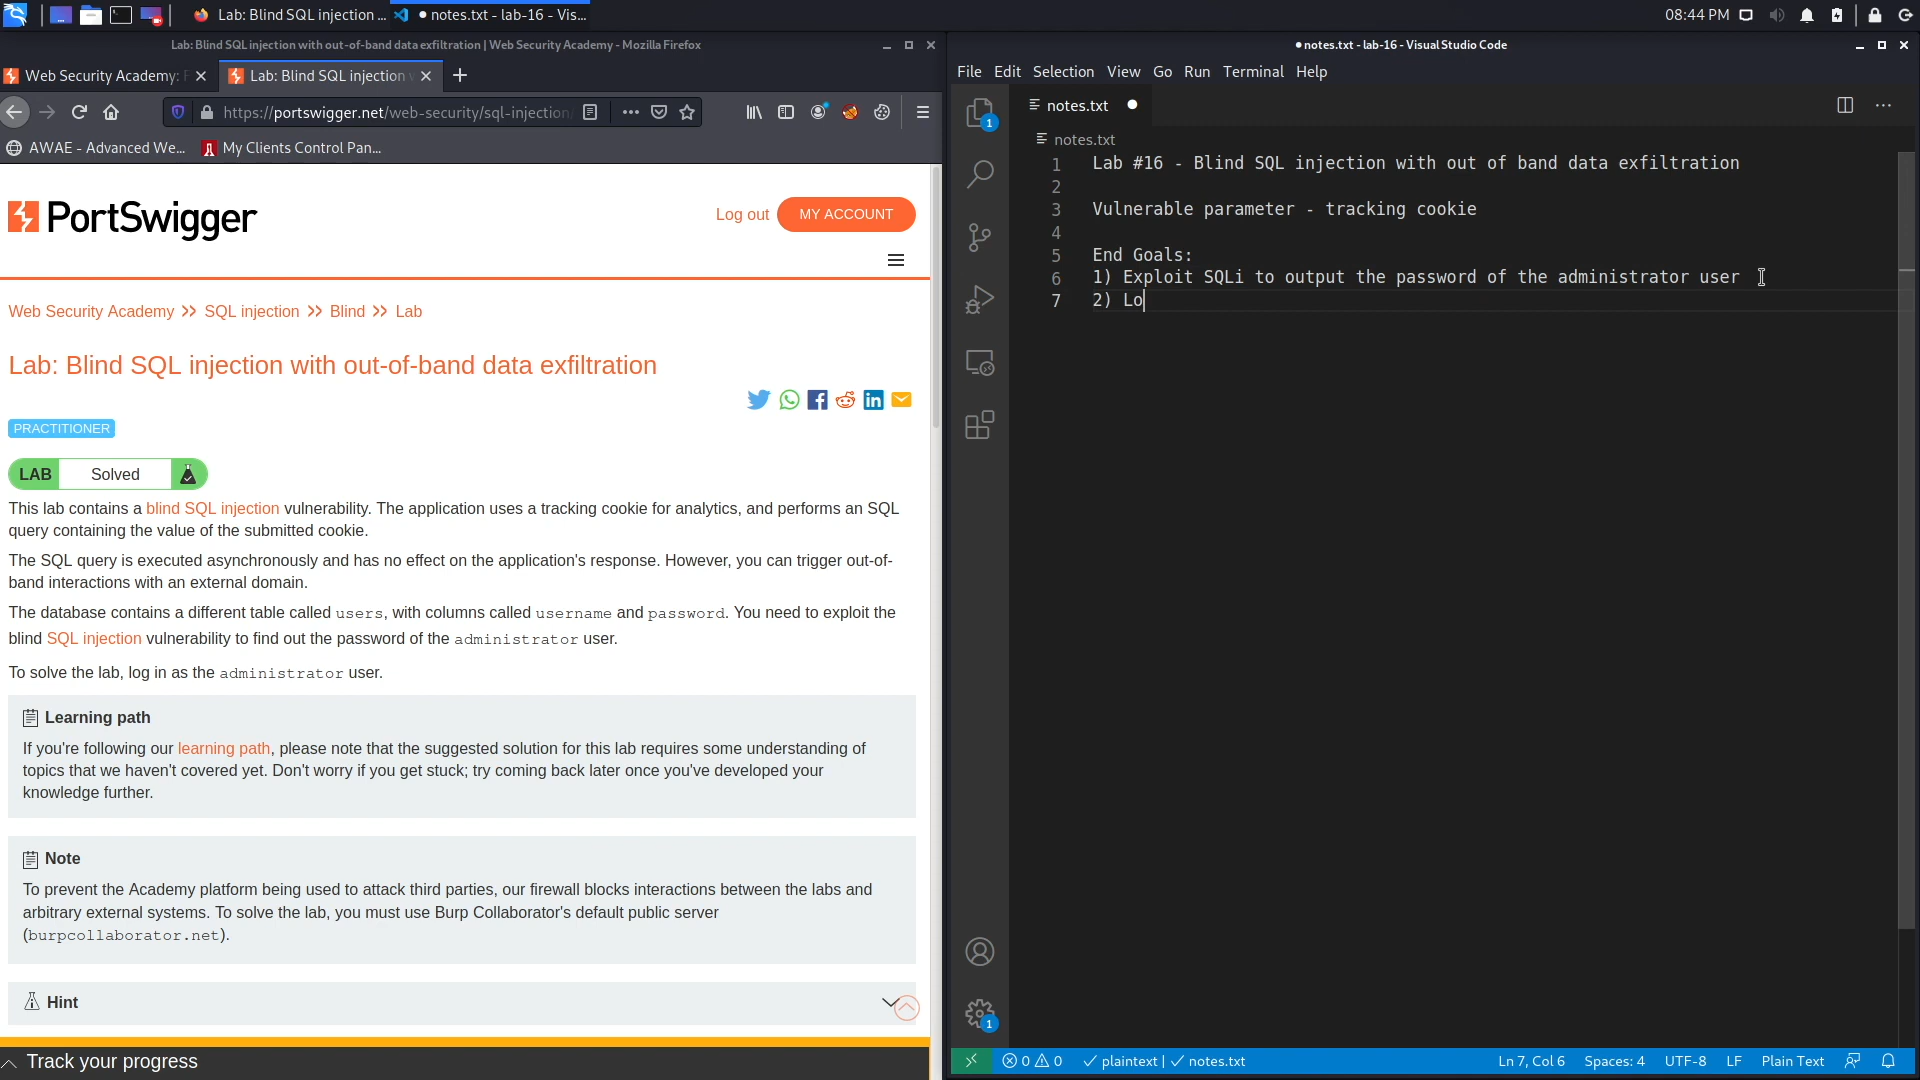 Lab: Blind SQL injection ...
● notes.txt - lab-16 - Vis...
08:44 PM
Lab: Blind SQL injection with out-of-band data exfiltration | Web Security Academy - Mozilla Firefox
● notes.txt - lab-16 - Visual Studio Code
Web Security Academy: F
Lab: Blind SQL injection w
https://portswigger.net/web-security/sql-injection/
AWAE - Advanced We...
My Clients Control Pan...
PortSwigger
Log out
MY ACCOUNT
Web Security Academy >> SQL injection >> Blind >> Lab
Lab: Blind SQL injection with out-of-band data exfiltration
PRACTITIONER
LAB Solved
This lab contains a blind SQL injection vulnerability. The application uses a tracking cookie for analytics, and performs an SQL
query containing the value of the submitted cookie.
The SQL query is executed asynchronously and has no effect on the application's response. However, you can trigger out-of-
band interactions with an external domain.
The database contains a different table called users, with columns called username and password. You need to exploit the
blind SQL injection vulnerability to find out the password of the administrator user.
To solve the lab, log in as the administrator user.
Learning path
If you're following our learning path, please note that the suggested solution for this lab requires some understanding of
topics that we haven't covered yet. Don't worry if you get stuck; try coming back later once you've developed your
knowledge further.
Note
To prevent the Academy platform being used to attack third parties, our firewall blocks interactions between the labs and
arbitrary external systems. To solve the lab, you must use Burp Collaborator's default public server
(burpcollaborator.net).
Hint
Track your progress
File Edit Selection View Go Run Terminal Help
notes.txt
notes.txt
1 Lab #16 - Blind SQL injection with out of band data exfiltration
2
3 Vulnerable parameter - tracking cookie
4
5 End Goals:
6 1) Exploit SQLi to output the password of the administrator user
7 2) Lo
1
1
0 0 plaintext | notes.txt
Ln 7, Col 6 Spaces: 4 UTF-8 LF Plain Text